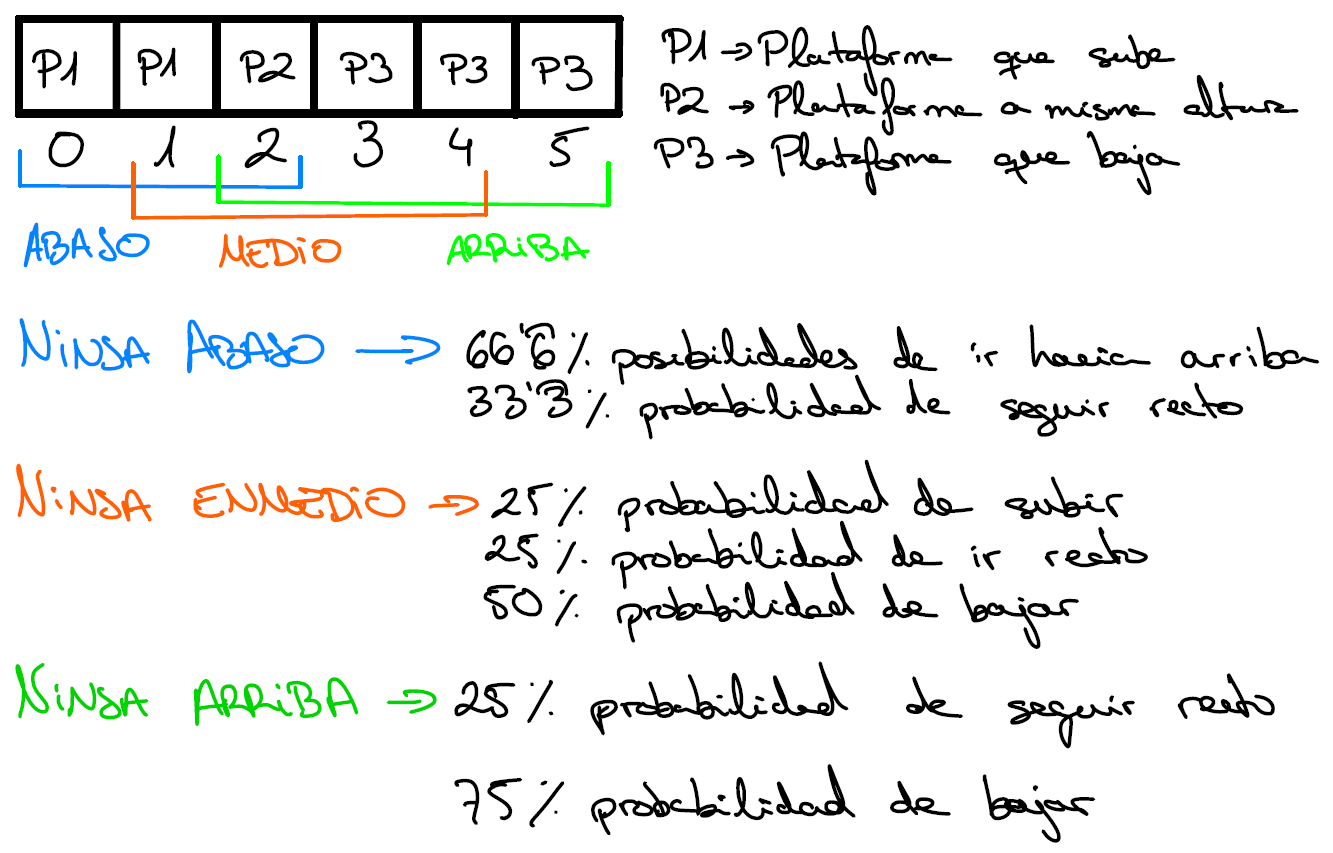 P1 P1 P2 P3 P3 P3
0 1 2 3 4 5
ABAJO MEDIO ARRIBA
P1 → Plataforma que sube
P2 → Plataforma a misma altura
P3 → Plataforma que baja
NINJA ABAJO → 66'6 % posibilidades de ir hacia arriba
33'3 % probabilidad de seguir recto
NINJA ENMEDIO → 25 % probabilidad de subir
25 % probabilidad de ir recto
50 % probabilidad de bajar
NINJA ARRIBA → 25 % probabilidad de seguir recto
75 % probabilidad de bajar